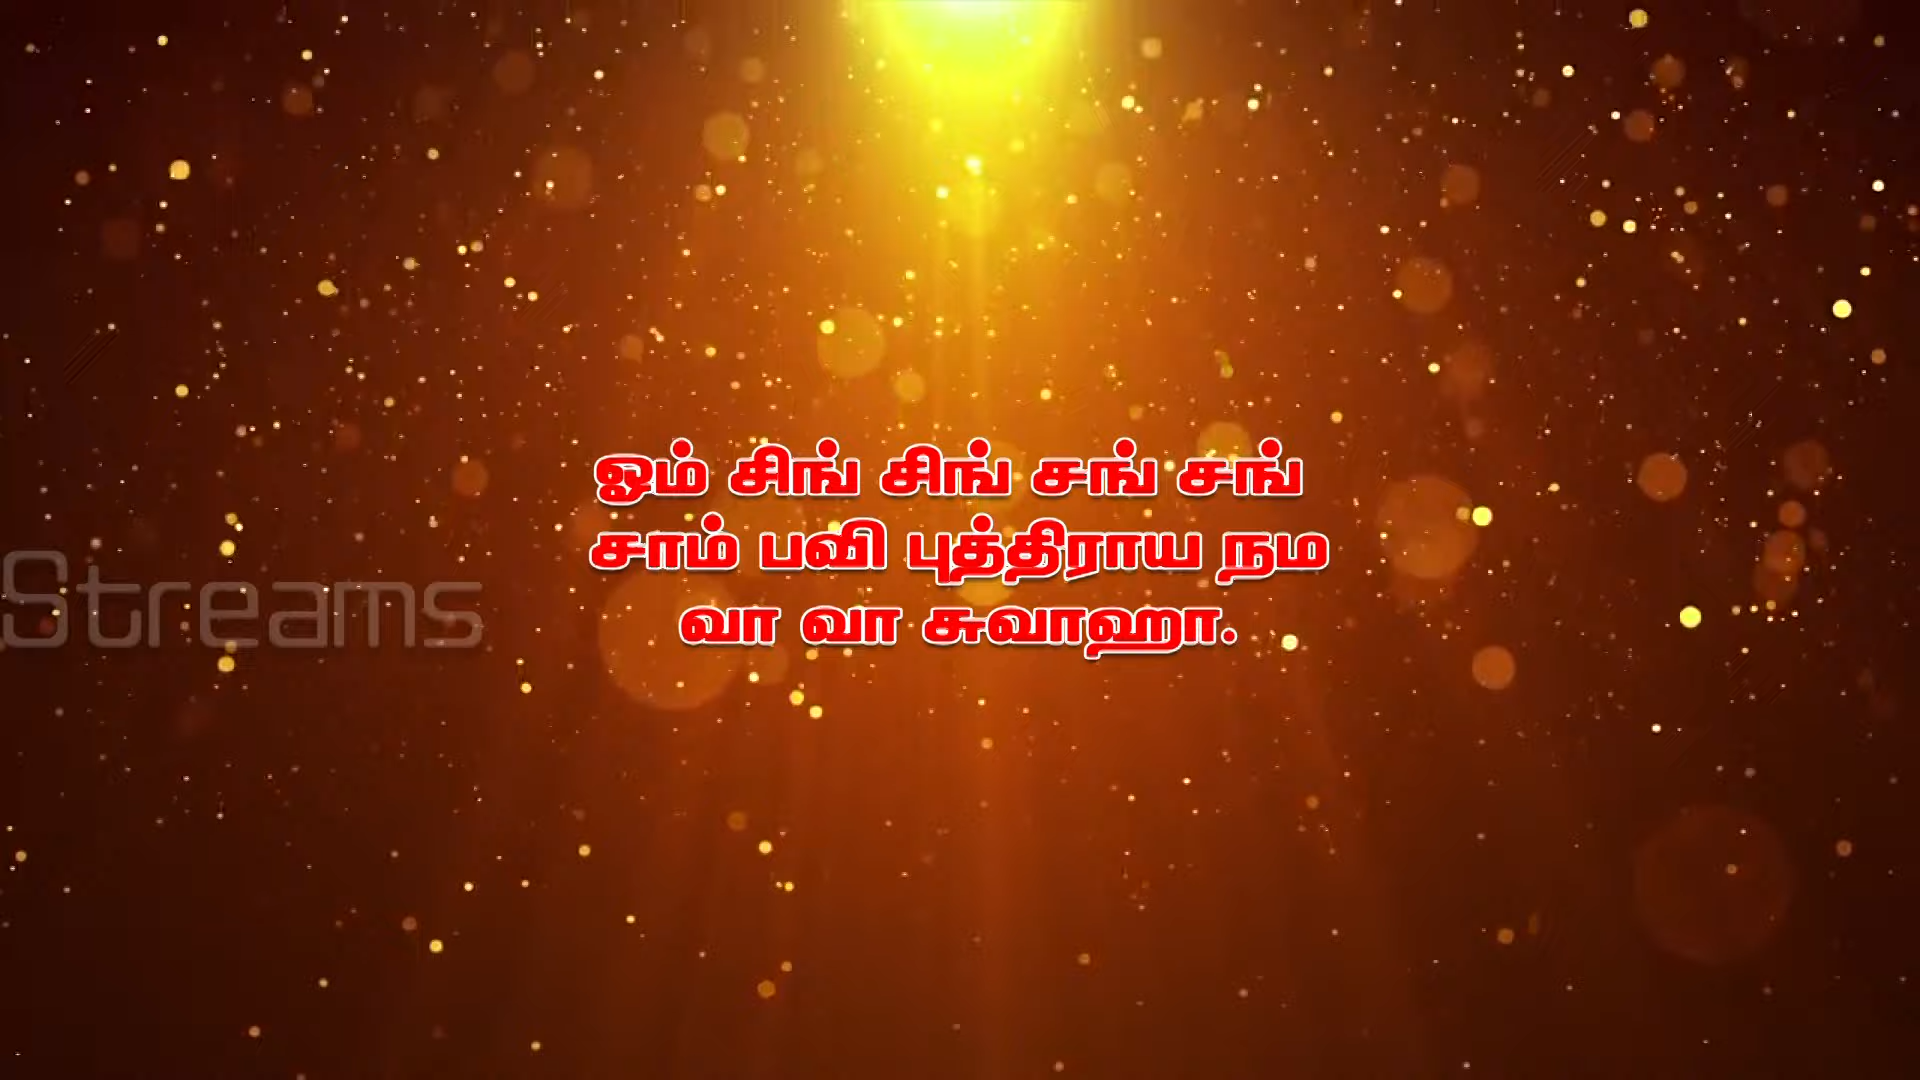 ஓம் சிங் சிங் சங் சங்
சாம் பவி புத்திராய நம
வா வா சுவாஹா.
Streams